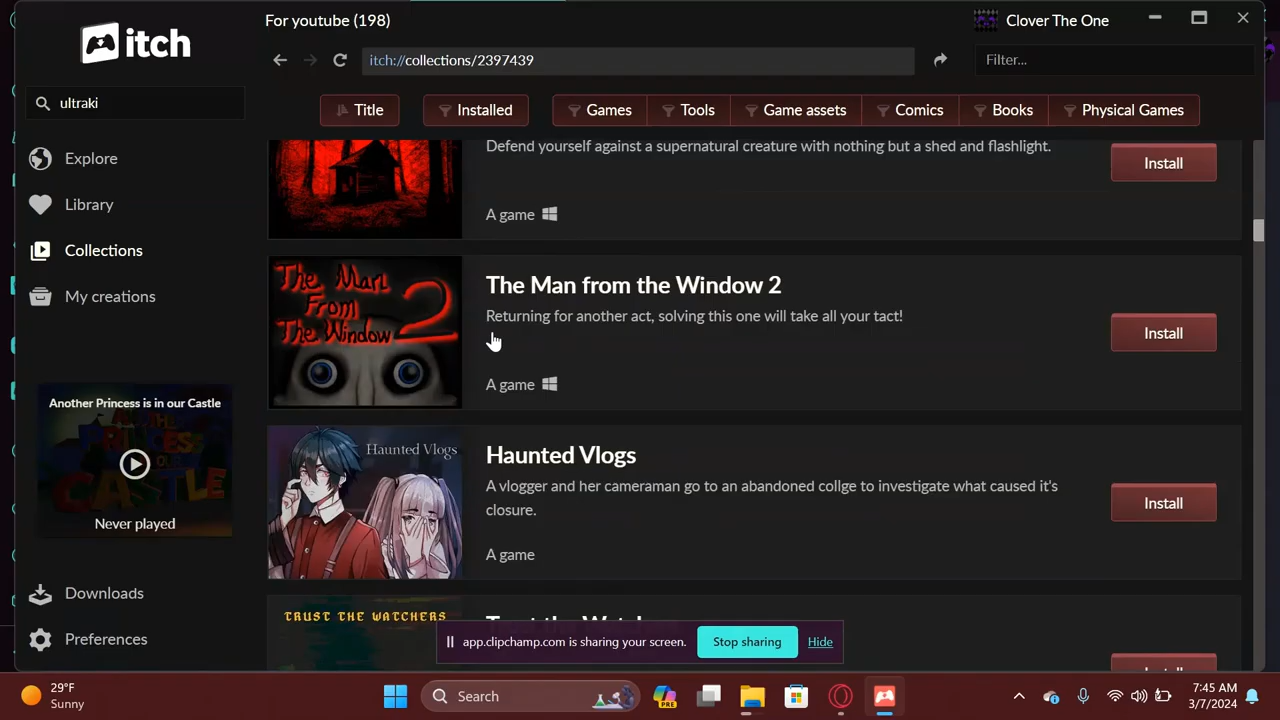 For youtube (198)
Clover The One
itch
itch://collections/2397439
Filter...
ultraki
Title
Installed
Games
Tools
Game assets
Comics
Books
Physical Games
Explore
Library
Collections
My creations
Defend yourself against a supernatural creature with nothing but a shed and flashlight.
A game
Install
The Man From The Window 2
The Man from the Window 2
Returning for another act, solving this one will take all your tact!
A game
Install
Another Princess is in our Castle
Never played
Haunted Vlogs
Haunted Vlogs
A vlogger and her cameraman go to an abandoned collge to investigate what caused it's
closure.
A game
Install
TRUST THE WATCHERS
Downloads
Preferences
app.clipchamp.com is sharing your screen.
Stop sharing
Hide
29°F
Sunny
Search
PRE
7:45 AM
3/7/2024